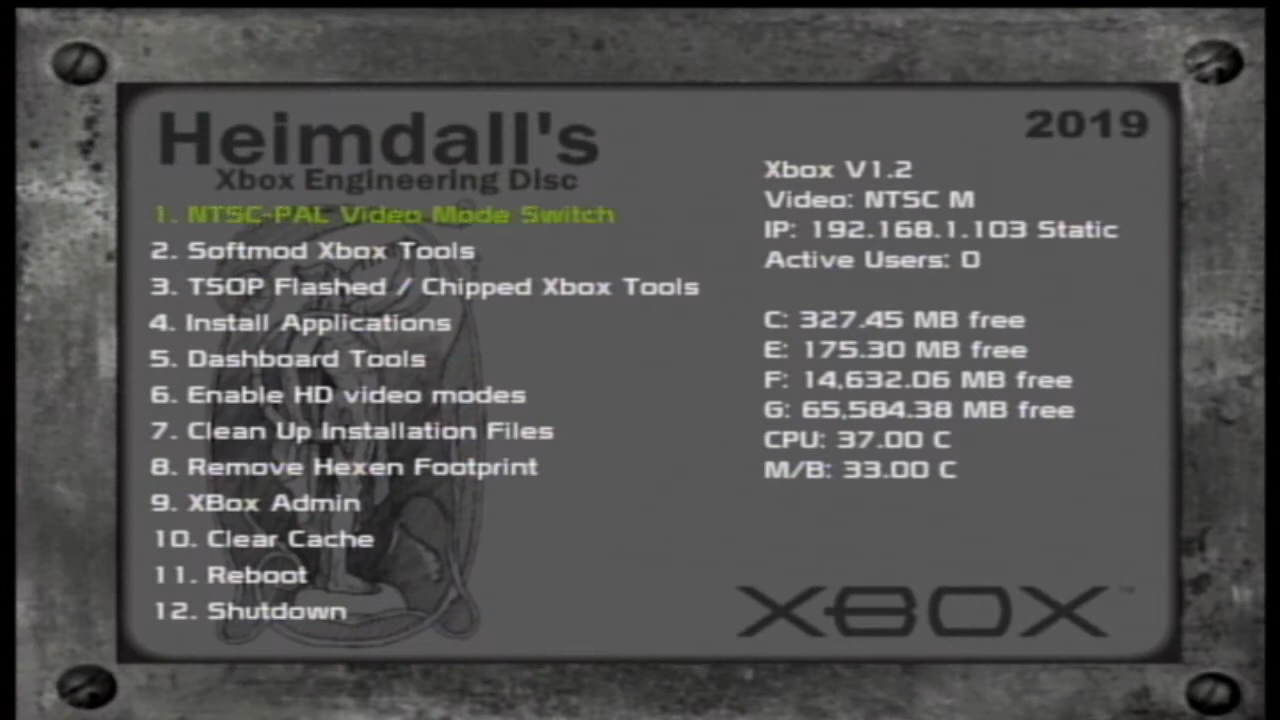 Heimdall's
Xbox Engineering Disc
2019
1. NTSC-PAL Video Mode Switch
2. Softmod Xbox Tools
3. TSOP Flashed / Chipped Xbox Tools
4. Install Applications
5. Dashboard Tools
6. Enable HD video modes
7. Clean Up Installation Files
8. Remove Hexen Footprint
9. XBox Admin
10. Clear Cache
11. Reboot
12. Shutdown
Xbox V1.2
Video: NTSC M
IP: 192.168.1.103 Static
Active Users: 0
C: 327.45 MB free
E: 175.30 MB free
F: 14,632.06 MB free
G: 65,584.38 MB free
CPU: 37.00 C
M/B: 33.00 C
XBOX™